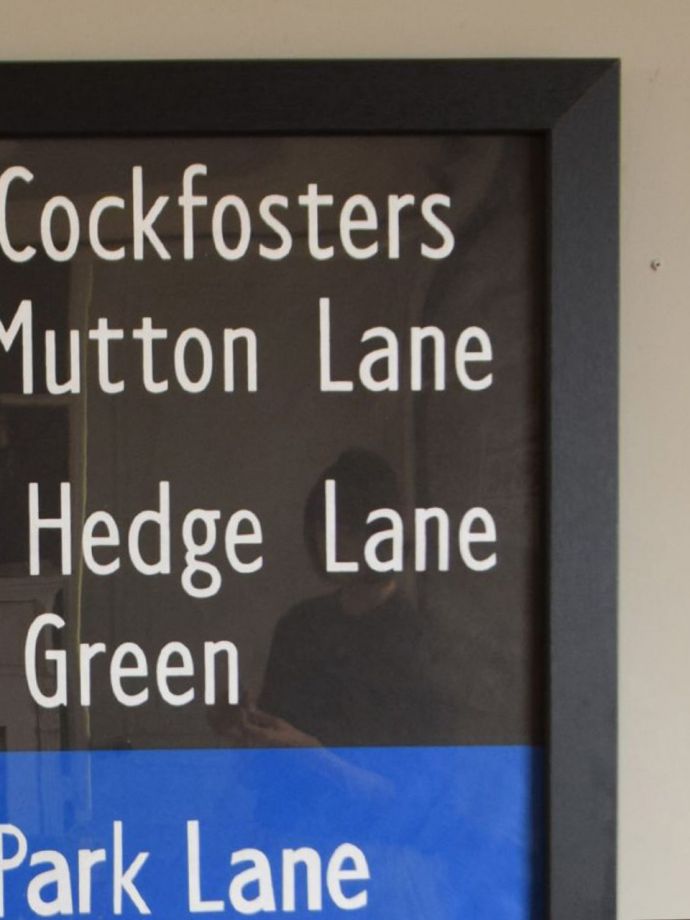 Cockfosters
Mutton Lane
Hedge Lane
Green
Park Lane